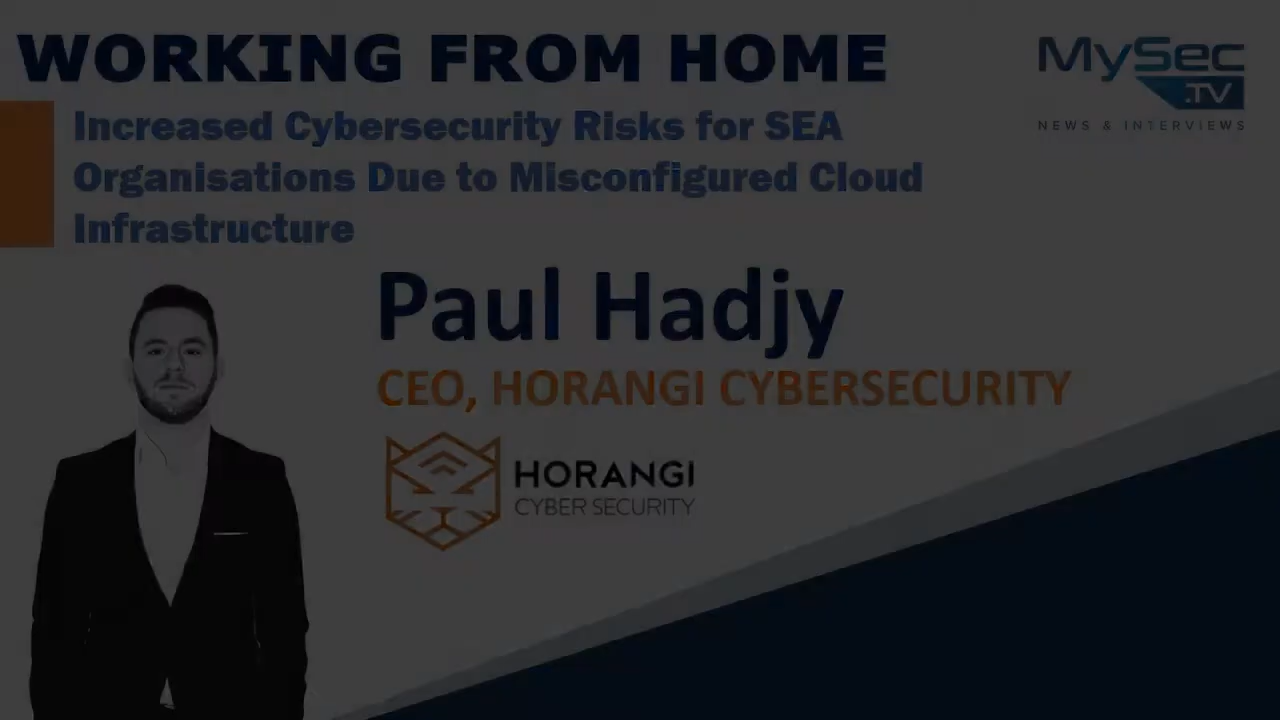 WORKING FROM HOME
MySec
.TV
NEWS & INTERVIEWS
Increased Cybersecurity Risks for SEA
Organisations Due to Misconfigured Cloud
Infrastructure
Paul Hadjy
CEO, HORANGI CYBERSECURITY
HORANGI
CYBER SECURITY